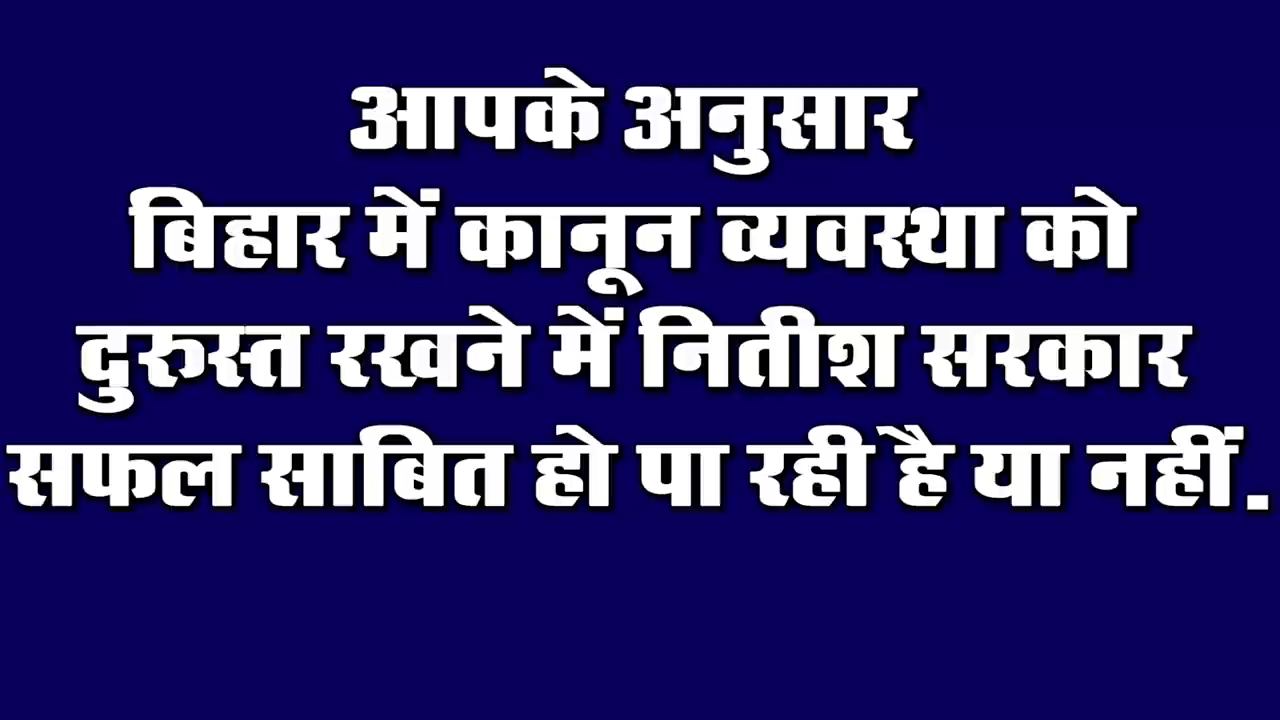 आपके अनुसार
बिहार में कानून व्यवस्था को
दुरुस्त रखने में नितीश सरकार
सफल साबित हो पा रही है या नहीं.